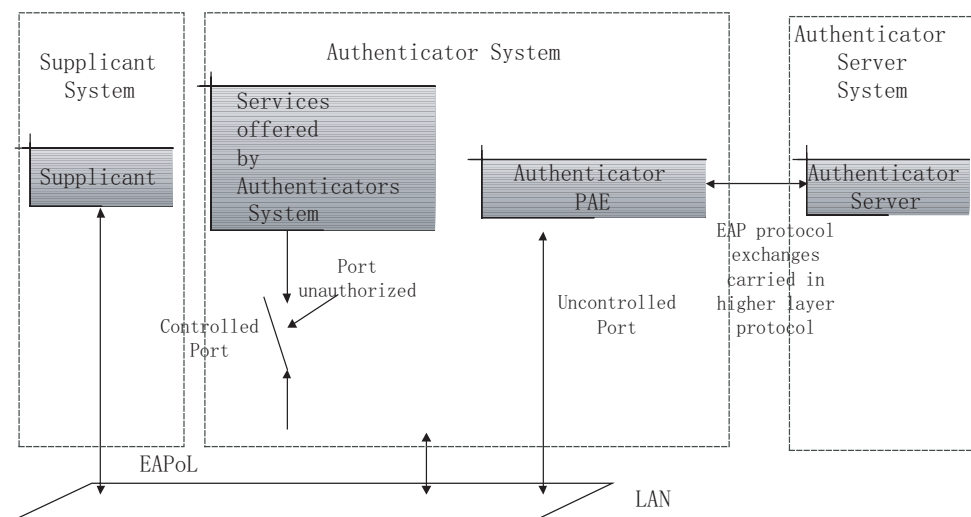 Supplicant
System
Authenticator System
Authenticator
Server
System
Services
offered
by
Authenticators
System
Supplicant
Authenticator
PAE
Authenticator
Server
EAP protocol
exchanges
carried in
higher layer
protocol
Port
unauthorized
Controlled
Port
Uncontrolled
Port
EAPoL
LAN